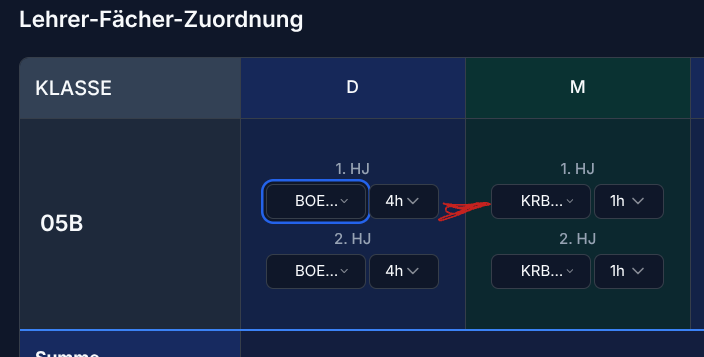 Lehrer-Fächer-Zuordnung
KLASSE D M
1. HJ 1. HJ
BOE... 4h KRB... 1h
05B
2. HJ 2. HJ
BOE... 4h KRB... 1h
Summe